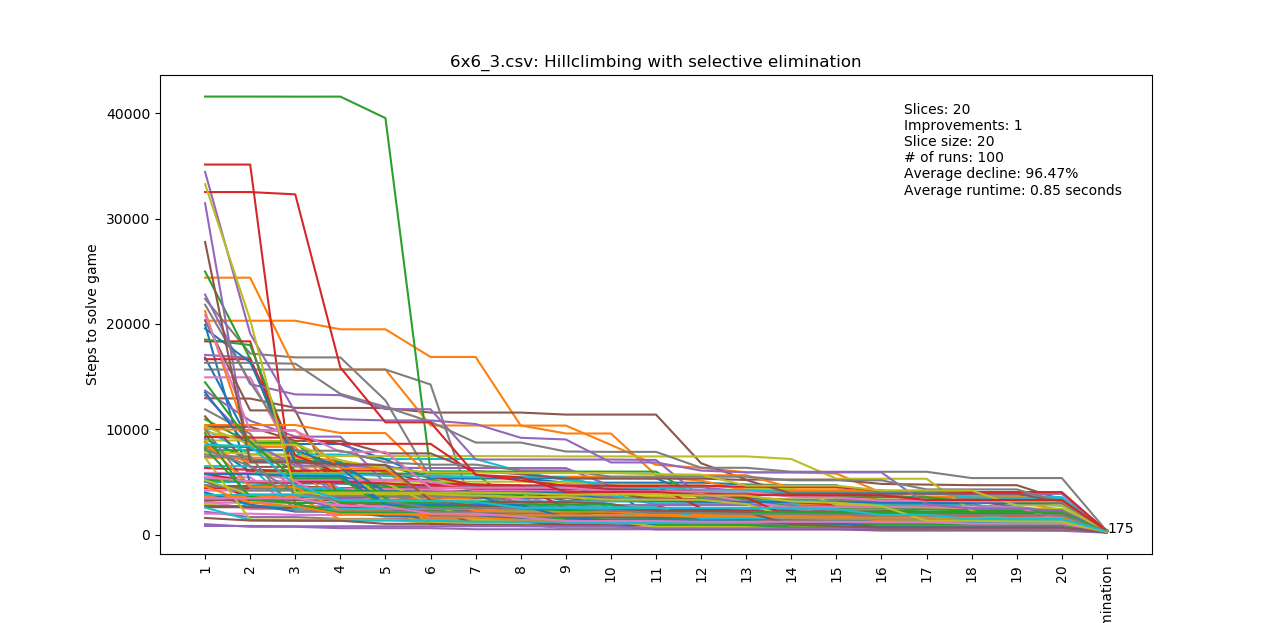 6x6_3.csv: Hillclimbing with selective elimination
Slices: 20
Improvements: 1
Slice size: 20
# of runs: 100
Average decline: 96.47%
Average runtime: 0.85 seconds
Steps to solve game
40000
30000
20000
10000
0
175
1
2
3
4
5
6
7
8
9
10
11
12
13
14
15
16
17
18
19
20
mination